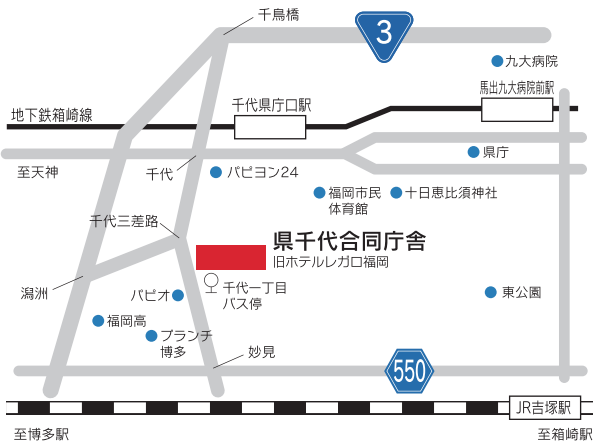 千鳥橋
3
九大病院
馬出九大病院前駅
千代県庁口駅
地下鉄箱崎線
県庁
至天神
千代
パピヨン24
福岡市民
体育館
十日恵比須神社
千代三差路
県千代合同庁舎
旧ホテルレガロ福岡
千代一丁目
バス停
潟洲
パピオ
東公園
福岡高
ブランチ
博多
妙見
550
JR吉塚駅
至博多駅
至箱崎駅